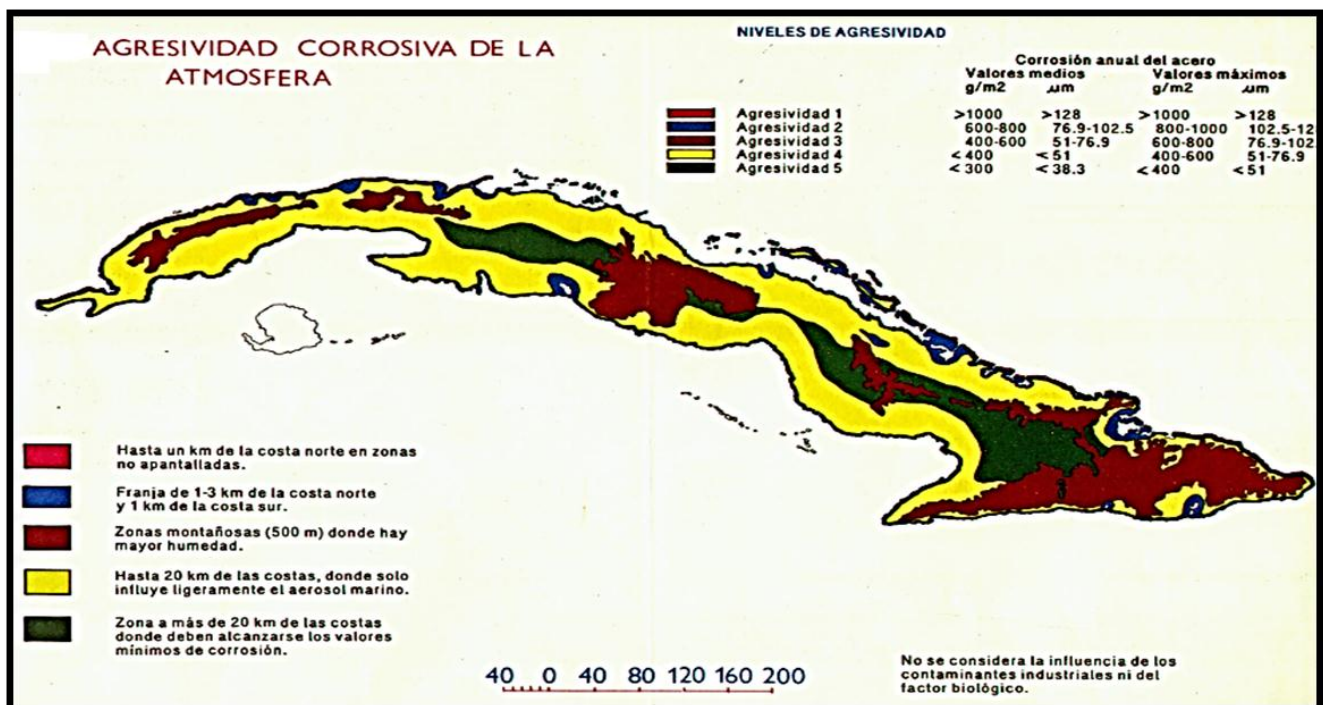 AGRESIVIDAD CORROSIVA DE LA
ATMOSFERA
NIVELES DE AGRESIVIDAD
Corrosión anual del acero
Valores medios Valores máximos
g/m2 µm g/m2 µm
Agresividad 1 >1000 >128 >1000 >128
Agresividad 2 600-800 76.9-102.5 800-1000 102.5-12
Agresividad 3 400-600 51-76.9 600-800 76.9-102.
Agresividad 4 <400 <51 400-600 51-76.9
Agresividad 5 <300 <38.3 <400 <51
Hasta un km de la costa norte en zonas
no apantalladas.
Franja de 1-3 km de la costa norte
y 1 km de la costa sur.
Zonas montañosas (500 m) donde hay
mayor humedad.
Hasta 20 km de las costas, donde solo
influye ligeramente el aerosol marino.
Zona a más de 20 km de las costas
donde deben alcanzarse los valores
mínimos de corrosión.
40 0 40 80 120 160 200
No se considera la influencia de los
contaminantes industriales ni del
factor biológico.